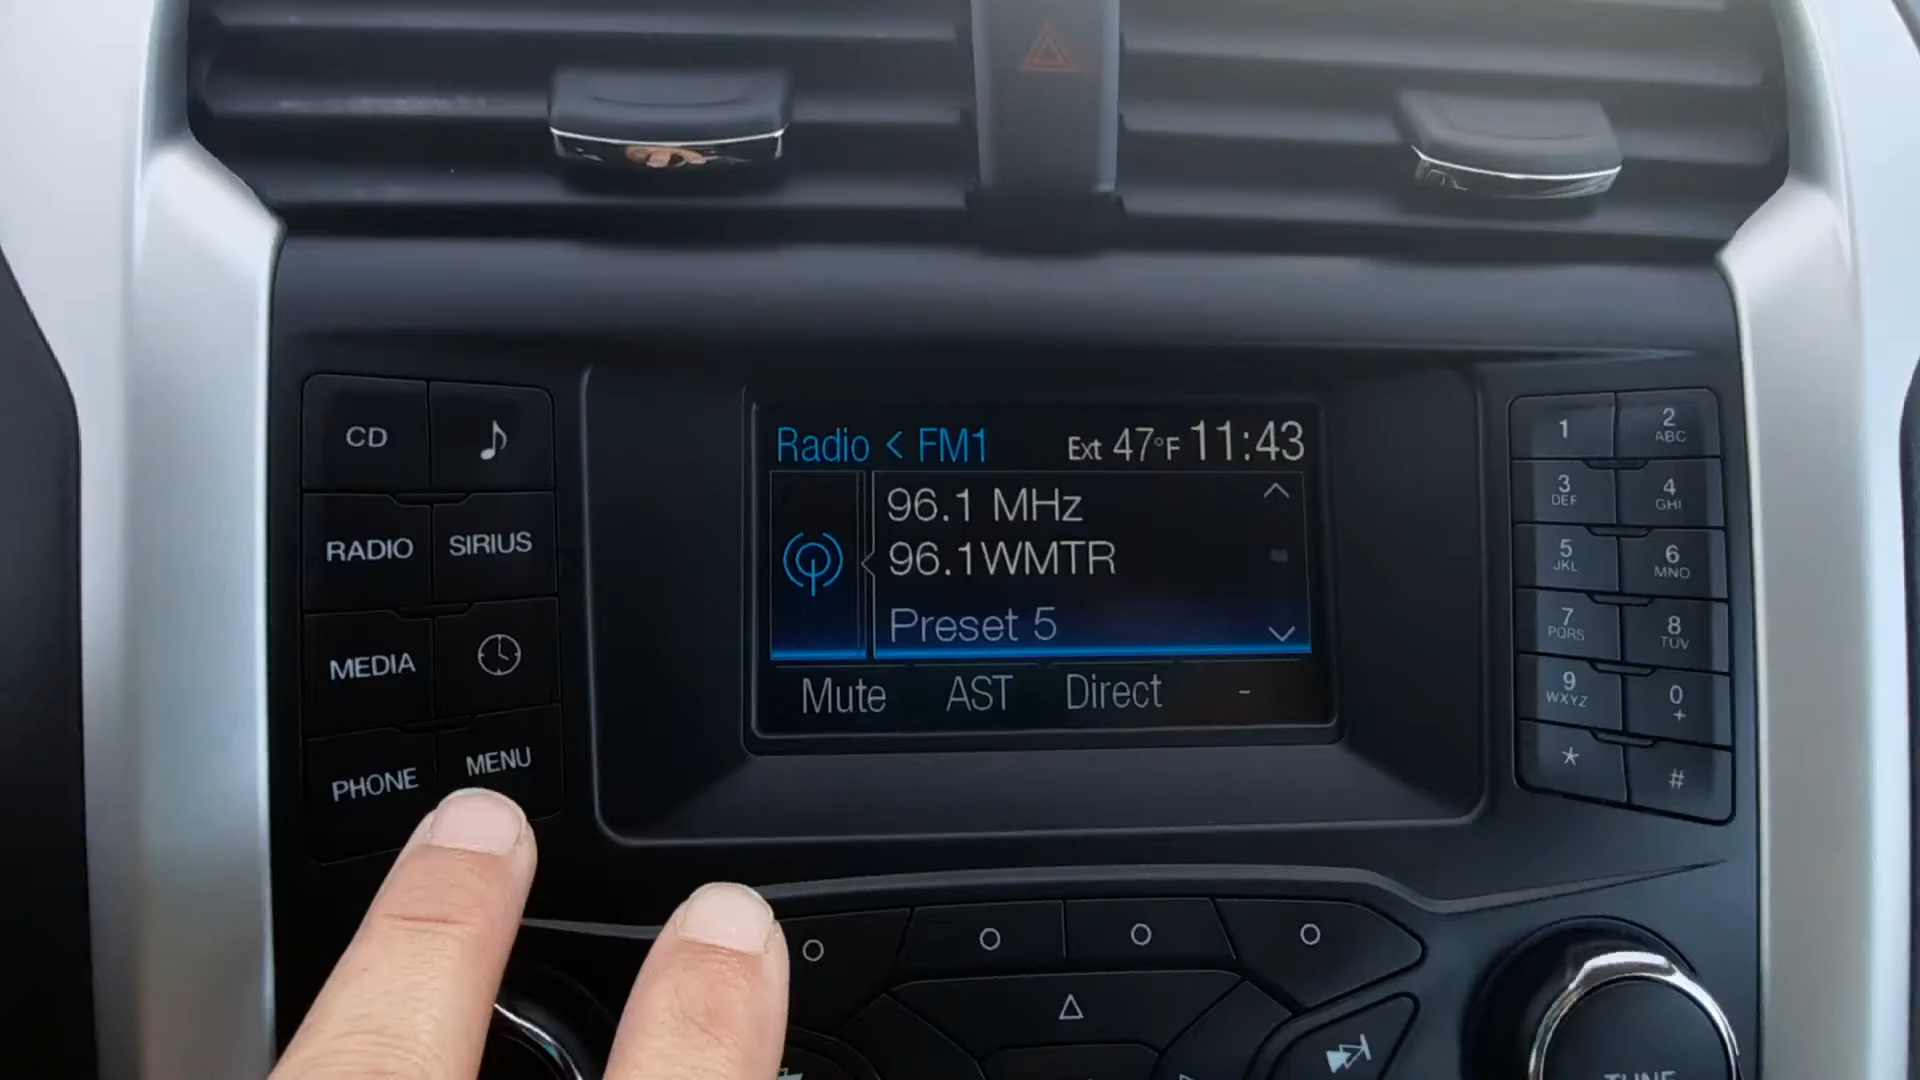 CD
RADIO SIRIUS
MEDIA
PHONE MENU
Radio < FM1 Ext 47°F 11:43
96.1 MHz
96.1WMTR
Preset 5
Mute AST Direct -
1 2 ABC
3 DEF 4 GHI
5 JKL 6 MNO
7 PQRS 8 TUV
9 WXYZ 0 +
* #
TUNE